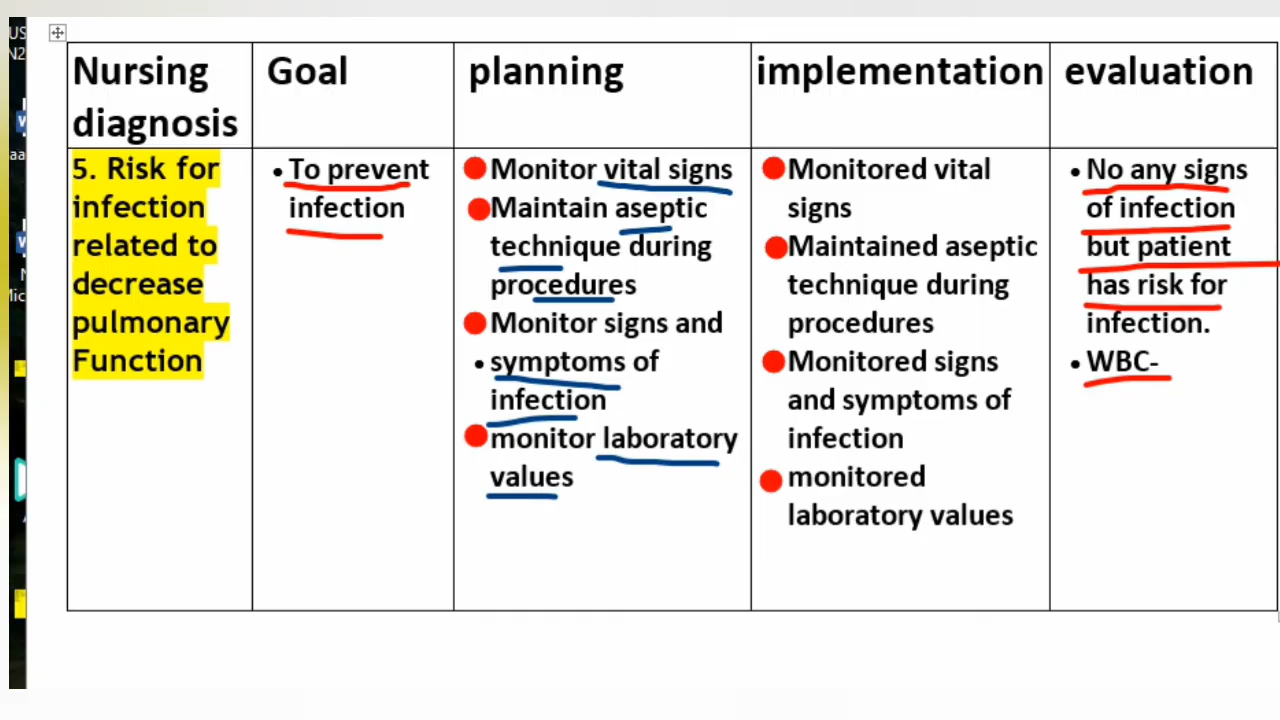 US
N2
Nursing
diagnosis
Goal
planning
implementation
evaluation
5. Risk for
infection
related to
decrease
pulmonary
Function
• To prevent
infection
Monitor vital signs
Maintain aseptic
technique during
procedures
Monitor signs and
• symptoms of
infection
monitor laboratory
values
Monitored vital
signs
Maintained aseptic
technique during
procedures
Monitored signs
and symptoms of
infection
monitored
laboratory values
• No any signs
of infection
but patient
has risk for
infection.
• WBC-